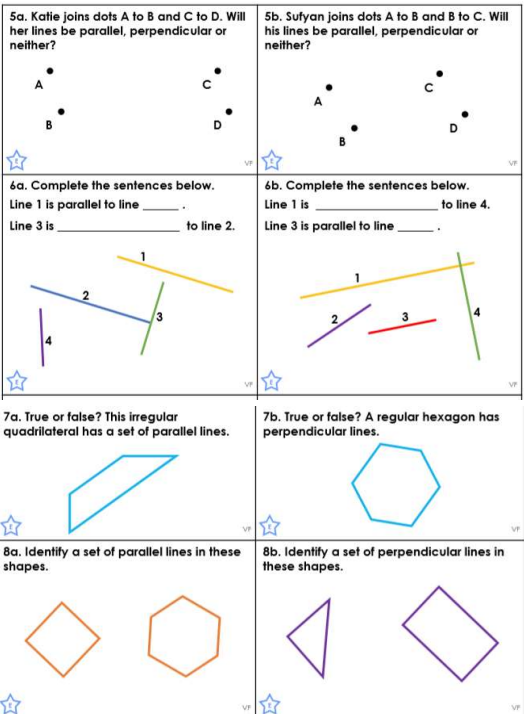 5a. Katie joins dots A to B and C to D. Will
her lines be parallel, perpendicular or
neither?
A
C
B
D
E
VF
5b. Sufyan joins dots A to B and B to C. Will
his lines be parallel, perpendicular or
neither?
C
A
D
B
E
VF
6a. Complete the sentences below.
Line 1 is parallel to line ______ .
Line 3 is ____________________ to line 2.
1
2
3
4
E
VF
6b. Complete the sentences below.
Line 1 is ____________________ to line 4.
Line 3 is parallel to line ______ .
1
2
3
4
E
VF
7a. True or false? This irregular
quadrilateral has a set of parallel lines.
E
VF
7b. True or false? A regular hexagon has
perpendicular lines.
E
VF
8a. Identify a set of parallel lines in these
shapes.
E
VF
8b. Identify a set of perpendicular lines in
these shapes.
E
VF